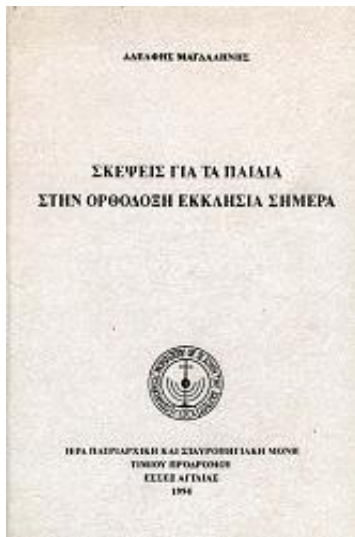 ΑΔΕΛΦΗΣ ΜΑΓΔΑΛΗΝΗΣ
ΣΚΕΨΕΙΣ ΓΙΑ ΤΑ ΠΑΙΔΙΑ
ΣΤΗΝ ΟΡΘΟΔΟΞΗ ΕΚΚΛΗΣΙΑ ΣΗΜΕΡΑ
ΙΕΡΑ ΠΑΤΡΙΑΡΧΙΚΗ ΚΑΙ ΣΤΑΥΡΟΠΗΓΙΑΚΗ ΜΟΝΗ
ΤΙΜΙΟΥ ΠΡΟΔΡΟΜΟΥ
ΕΣΣΕΞ ΑΓΓΛΙΑΣ
1994